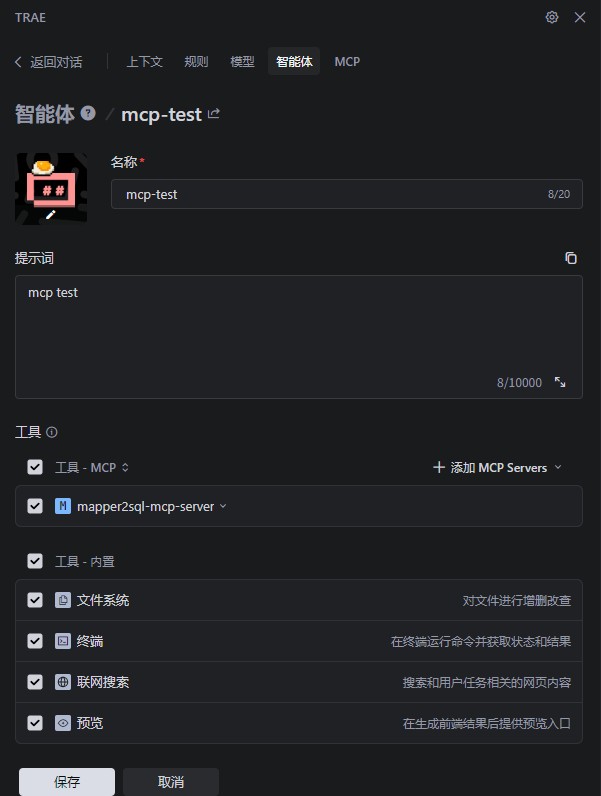 TRAE
返回对话 上下文 规则 模型 智能体 MCP
智能体 ? / mcp-test
##
名称*
mcp-test 8/20
提示词
mcp test
8/10000
工具
工具 - MCP + 添加 MCP Servers
M mapper2sql-mcp-server
工具 - 内置
文件系统 对文件进行增删改查
终端 在终端运行命令并获取状态和结果
联网搜索 搜索和用户任务相关的网页内容
预览 在生成前端结果后提供预览入口
保存 取消